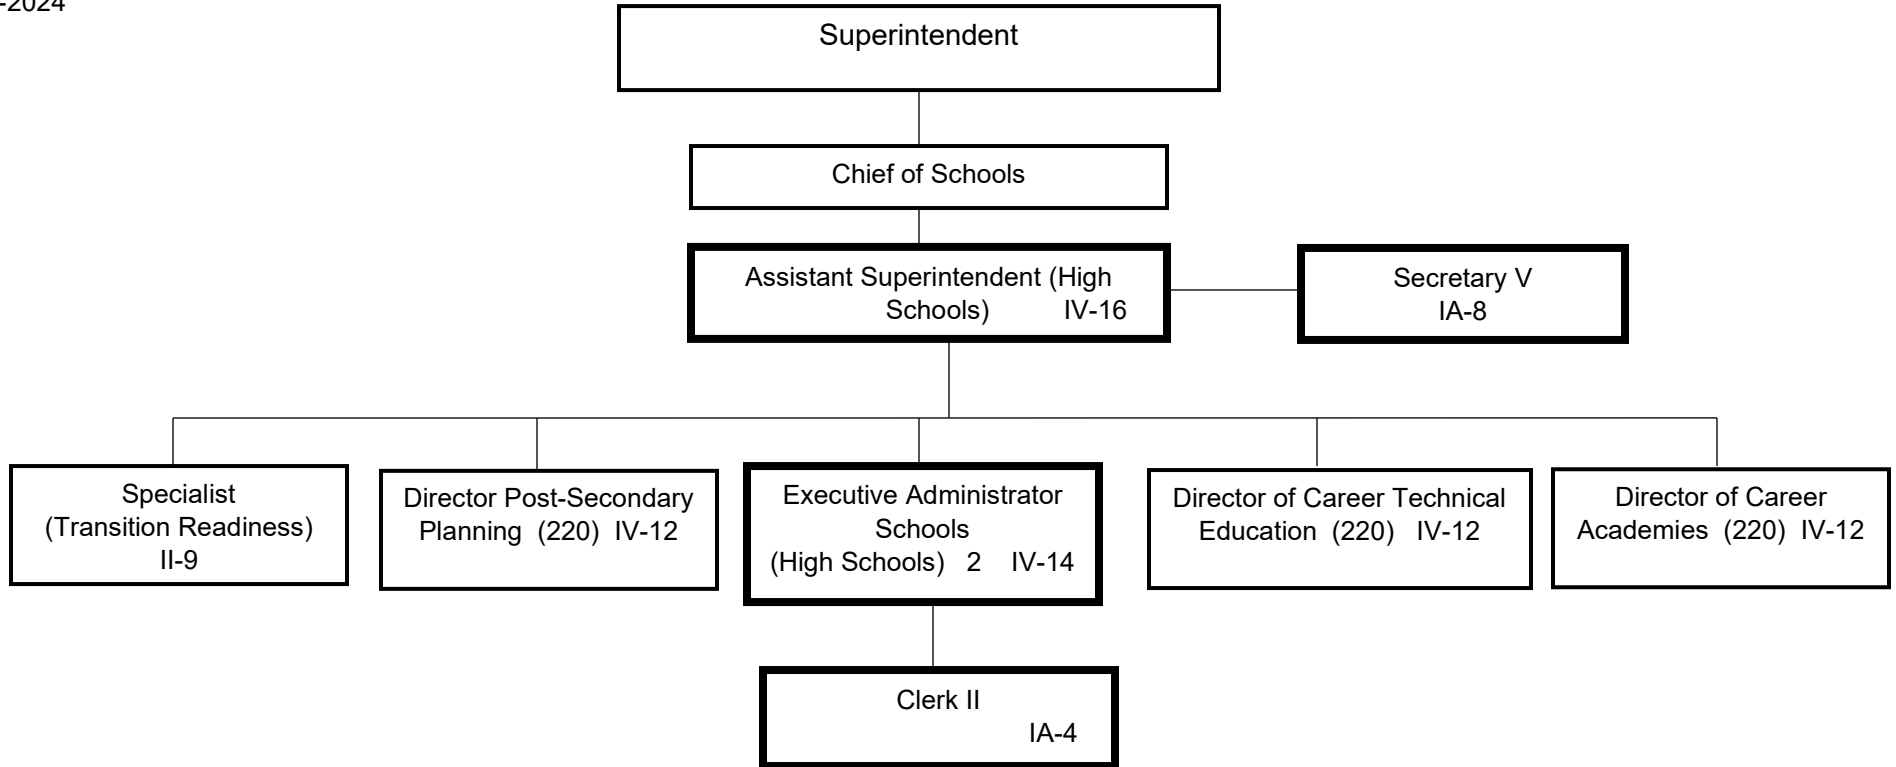 -2024
Superintendent
Chief of Schools
Assistant Superintendent (High
Schools) IV-16
Secretary V
IA-8
Specialist
(Transition Readiness)
II-9
Director Post-Secondary
Planning (220) IV-12
Executive Administrator
Schools
(High Schools) 2 IV-14
Director of Career Technical
Education (220) IV-12
Director of Career
Academies (220) IV-12
Clerk II
IA-4